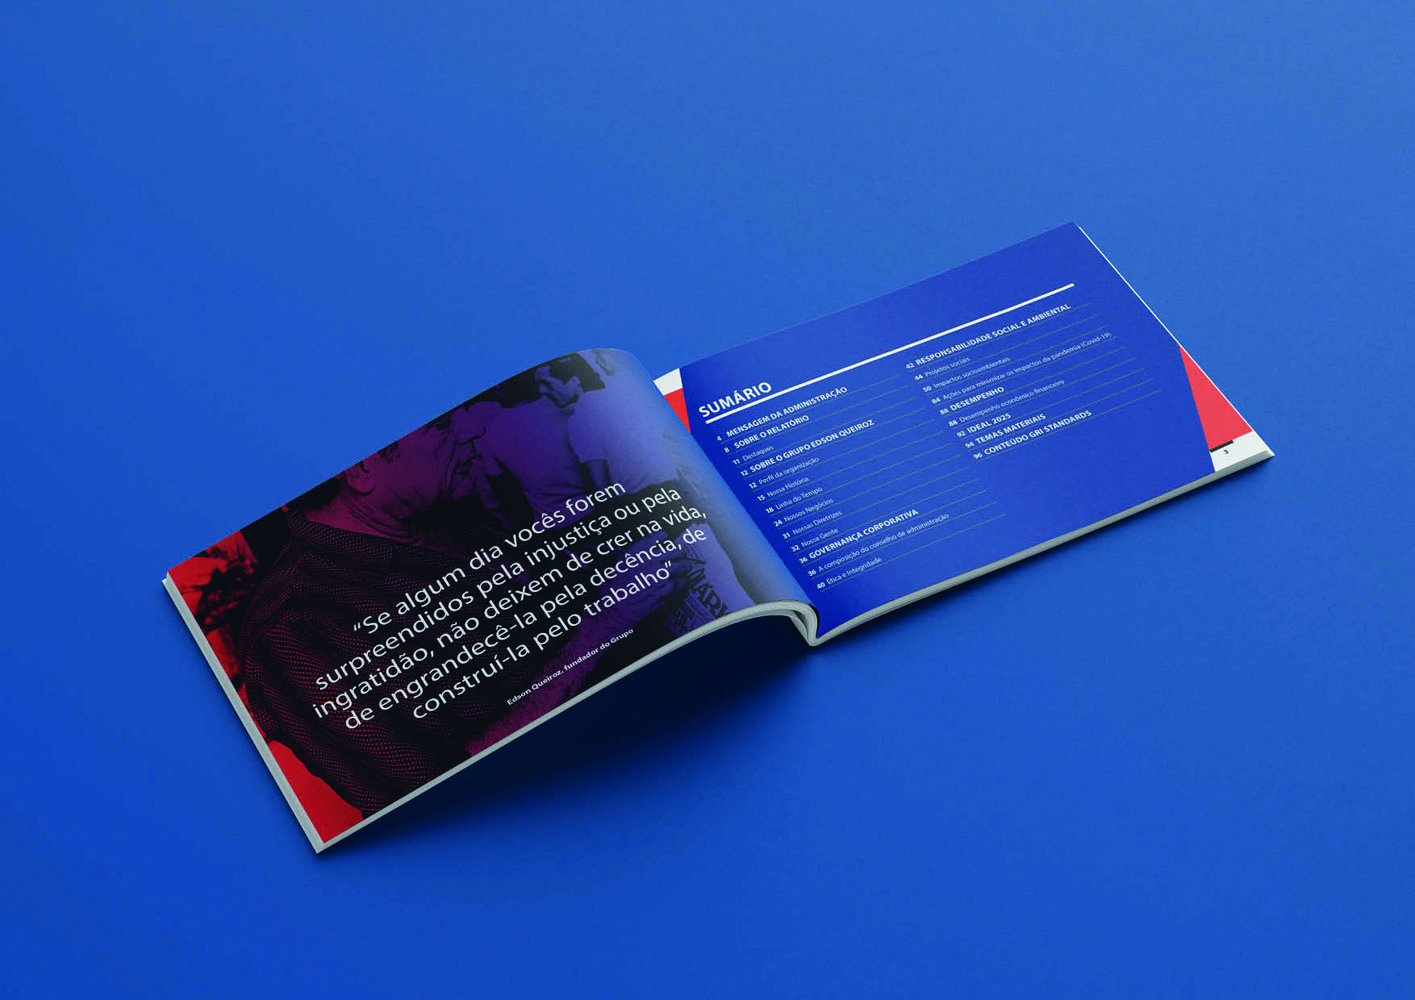 “Se algum dia vocês forem
surpreendidos pela injustiça ou pela
ingratidão, não deixem de crer na vida,
de engrandecê-la pela decência, de
construí-la pelo trabalho”
Edson Queiroz, fundador do Grupo
SUMÁRIO
4 MENSAGEM DA ADMINISTRAÇÃO
8 SOBRE O RELATÓRIO
11 Destaques
12 SOBRE O GRUPO EDSON QUEIROZ
12 Perfil da organização
15 Nossa História
18 Linha do Tempo
24 Nossos Negócios
31 Nossas Diretrizes
32 Nossa Gente
36 GOVERNANÇA CORPORATIVA
36 A composição do conselho de administração
40 Ética e Integridade
42 RESPONSABILIDADE SOCIAL E AMBIENTAL
44 Projetos sociais
50 Impactos socioambientais
84 Ações para minimizar os impactos da pandemia (Covid-19)
88 DESEMPENHO
88 Desempenho econômico financeiro
92 IDEAL 2025
94 TEMAS MATERIAIS
96 CONTEÚDO GRI STANDARDS
3